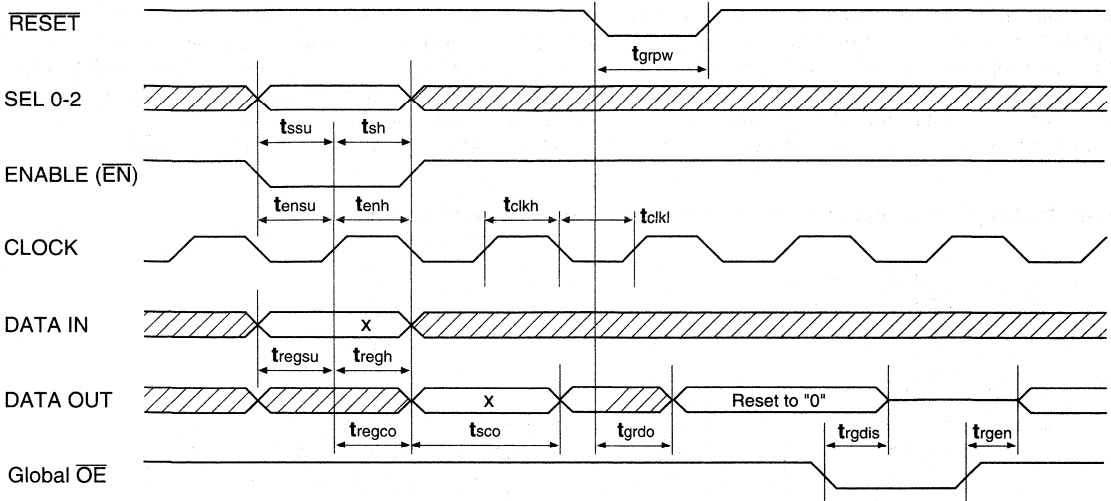 RESET
tgrpw
SEL 0-2
tssu tsh
ENABLE (EN)
tensu tenh tclkh tclkl
CLOCK
DATA IN x
tregsu tregh
DATA OUT x Reset to "0"
tregco tsco tgrdo trgdis trgen
Global OE